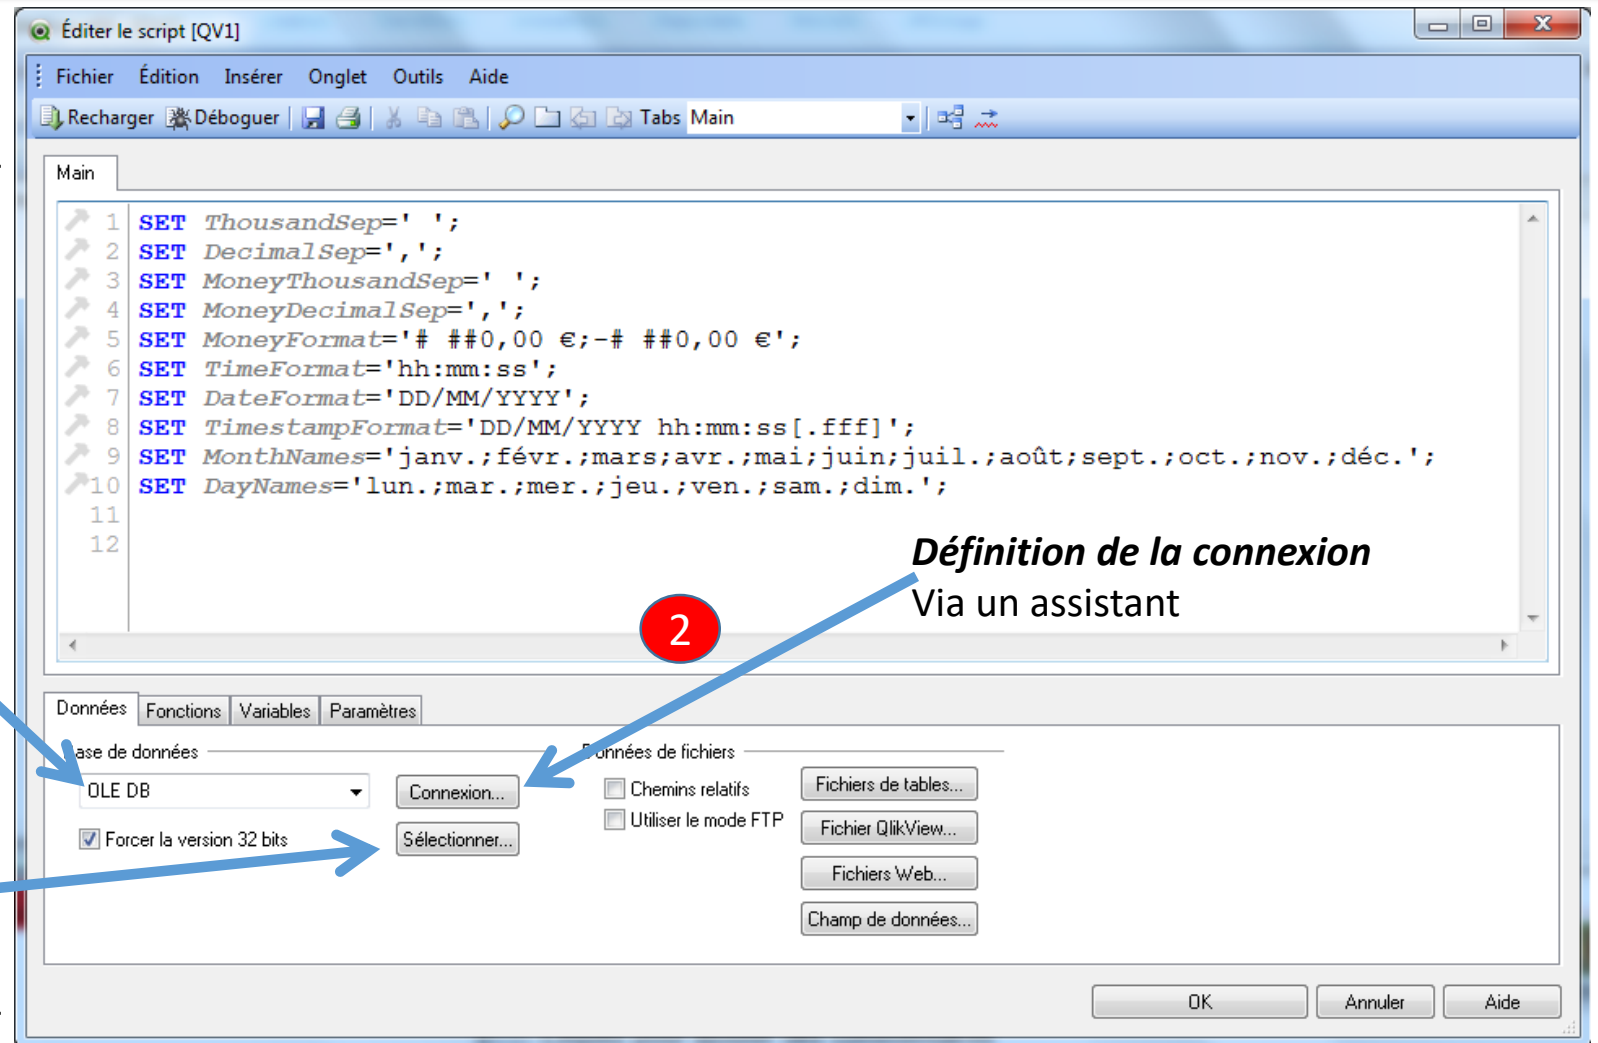 Éditer le script [QV1]
Fichier Édition Insérer Onglet Outils Aide
Recharger Déboguer Tabs Main
Main
1 SET ThousandSep=' ';
2 SET DecimalSep=',';
3 SET MoneyThousandSep=' ';
4 SET MoneyDecimalSep=',';
5 SET MoneyFormat='# ##0,00 €;-# ##0,00 €';
6 SET TimeFormat='hh:mm:ss';
7 SET DateFormat='DD/MM/YYYY';
8 SET TimestampFormat='DD/MM/YYYY hh:mm:ss[.fff]';
9 SET MonthNames='janv.;févr.;mars;avr.;mai;juin;juil.;août;sept.;oct.;nov.;déc.';
10 SET DayNames='lun.;mar.;mer.;jeu.;ven.;sam.;dim.';
11
12
Définition de la connexion
Via un assistant
2
Données Fonctions Variables Paramètres
Base de données Données de fichiers
OLE DB Connexion... Chemins relatifs Fichiers de tables...
Forcer la version 32 bits Sélectionner... Utiliser le mode FTP Fichier QlikView...
Fichiers Web...
Champ de données...
OK Annuler Aide